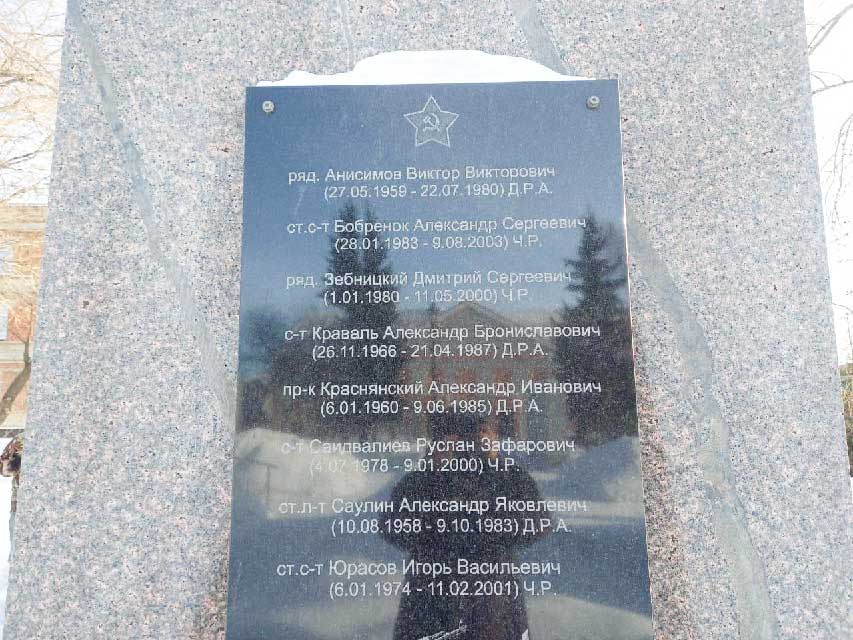 ряд. Анисимов Виктор Викторович
(27.05.1959 - 22.07.1980) Д.Р.А.
ст.с-т Бобренок Александр Сергеевич
(28.01.1983 - 9.08.2003) Ч.Р.
ряд. Зебницкий Дмитрий Сергеевич
(1.01.1980 - 11.05.2000) Ч.Р.
с-т Краваль Александр Брониславович
(26.11.1966 - 21.04.1987) Д.Р.А.
пр-к Краснянский Александр Иванович
(6.01.1960 - 9.06.1985) Д.Р.А.
с-т Саидвалиев Руслан Зафарович
(4.07.1978 - 9.01.2000) Ч.Р.
ст.л-т Саулин Александр Яковлевич
(10.08.1958 - 9.10.1983) Д.Р.А.
ст.с-т Юрасов Игорь Васильевич
(6.01.1974 - 11.02.2001) Ч.Р.